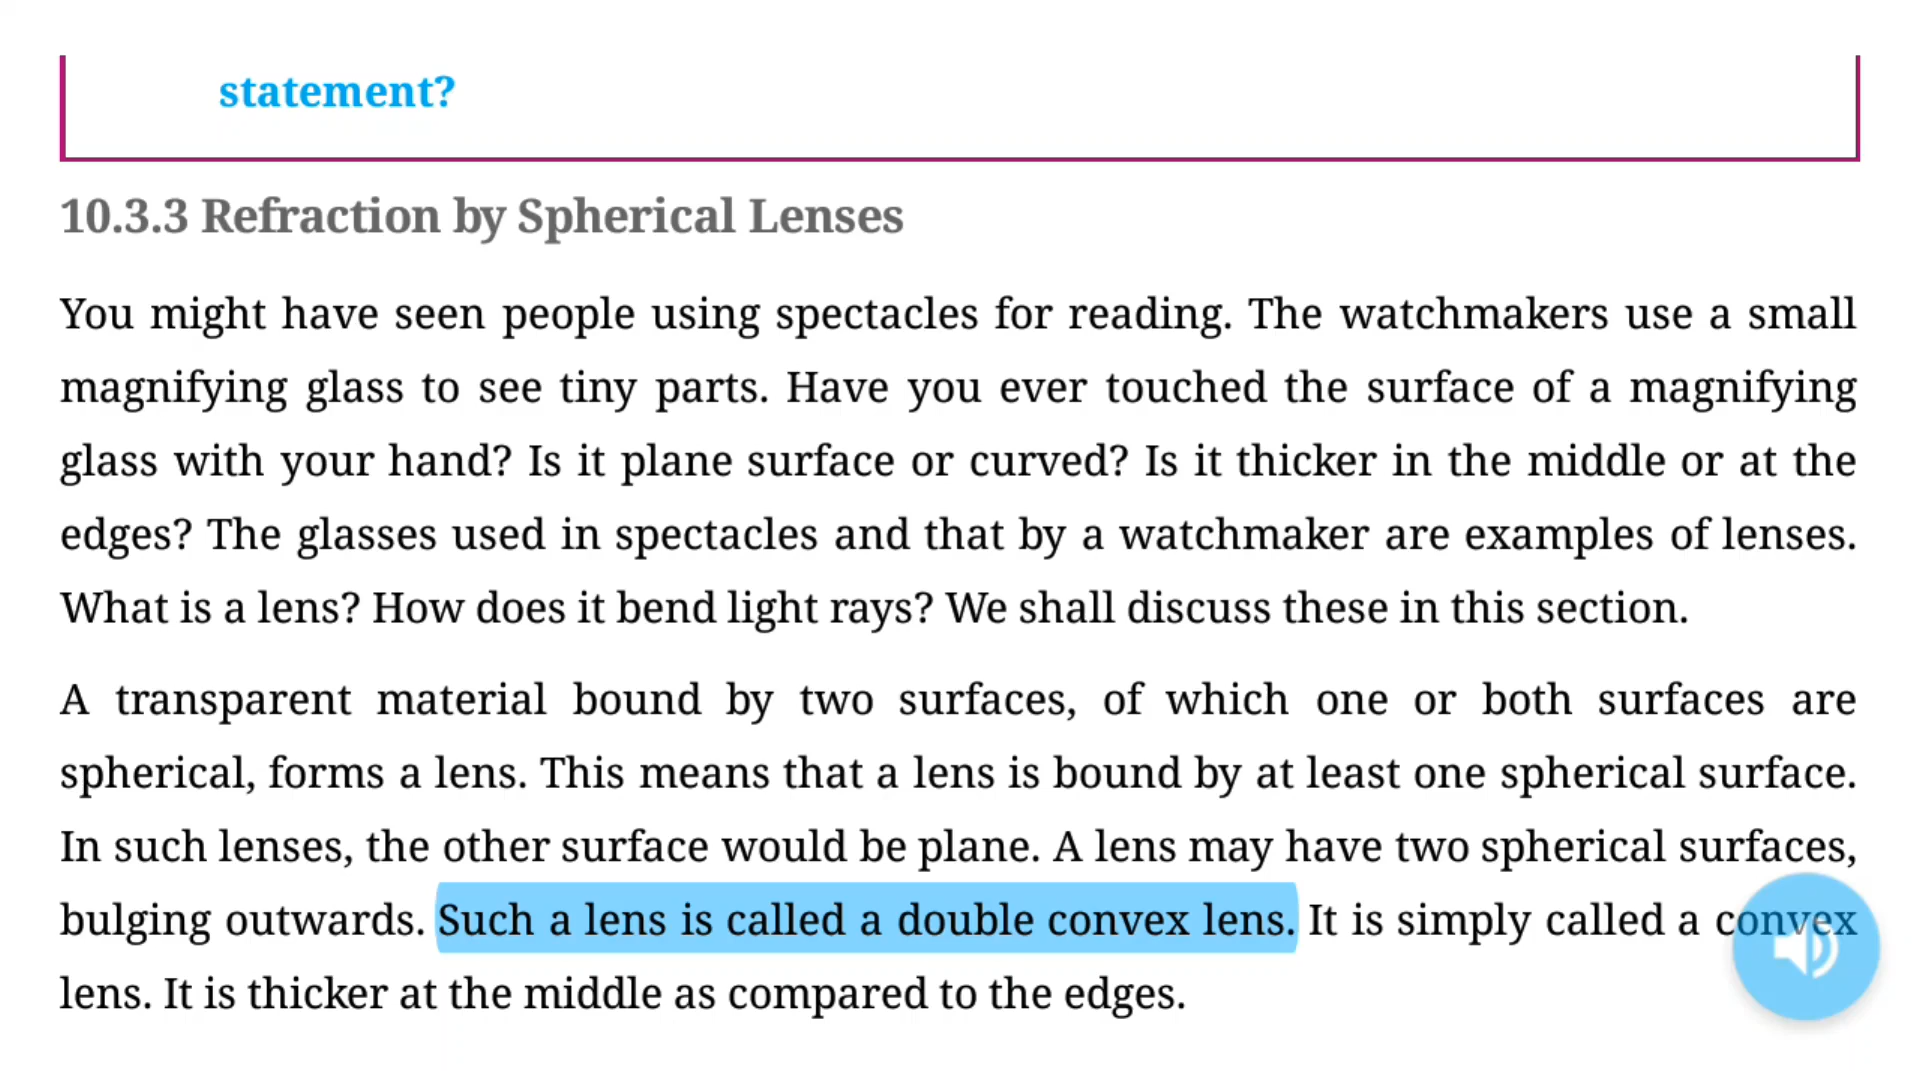 statement?
10.3.3 Refraction by Spherical Lenses
You might have seen people using spectacles for reading. The watchmakers use a small
magnifying glass to see tiny parts. Have you ever touched the surface of a magnifying
glass with your hand? Is it plane surface or curved? Is it thicker in the middle or at the
edges? The glasses used in spectacles and that by a watchmaker are examples of lenses.
What is a lens? How does it bend light rays? We shall discuss these in this section.
A transparent material bound by two surfaces, of which one or both surfaces are
spherical, forms a lens. This means that a lens is bound by at least one spherical surface.
In such lenses, the other surface would be plane. A lens may have two spherical surfaces,
bulging outwards. Such a lens is called a double convex lens. It is simply called a convex
lens. It is thicker at the middle as compared to the edges.